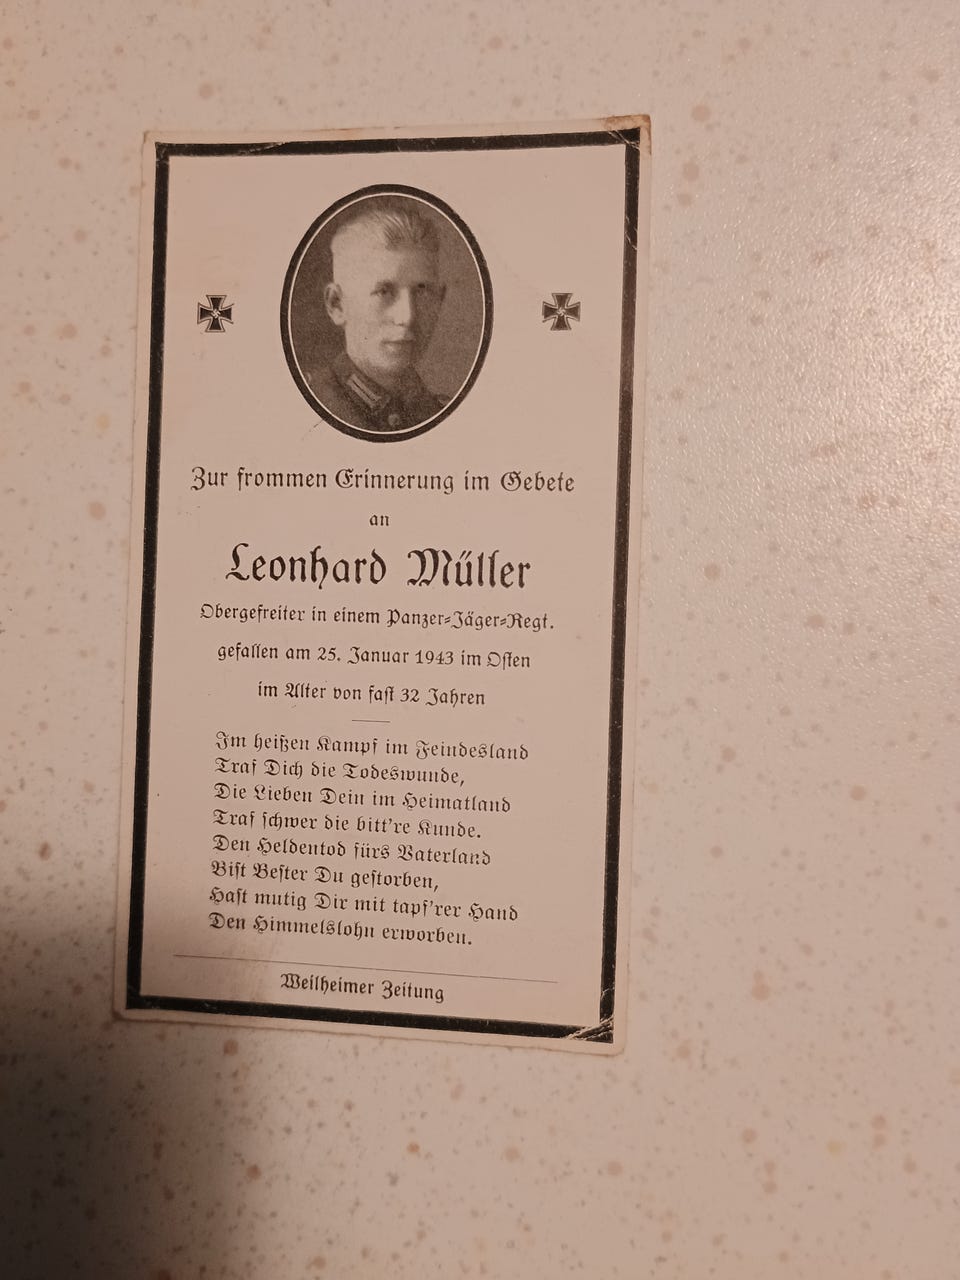 Zur frommen Erinnerung im Gebete
an
Leonhard Müller
Obergefreiter in einem Panzer-Jäger-Regt.
gefallen am 25. Januar 1943 im Osten
im Alter von fast 32 Jahren
Im heißen Kampf im Feindesland
Traf Dich die Todeswunde,
Die Lieben Dein im Heimatland
Traf schwer die bitt're Kunde.
Den Heldentod fürs Vaterland
Bist Bester Du gestorben,
Hast mutig Dir mit tapf'rer Hand
Den Himmelslohn erworben.
Weilheimer Zeitung